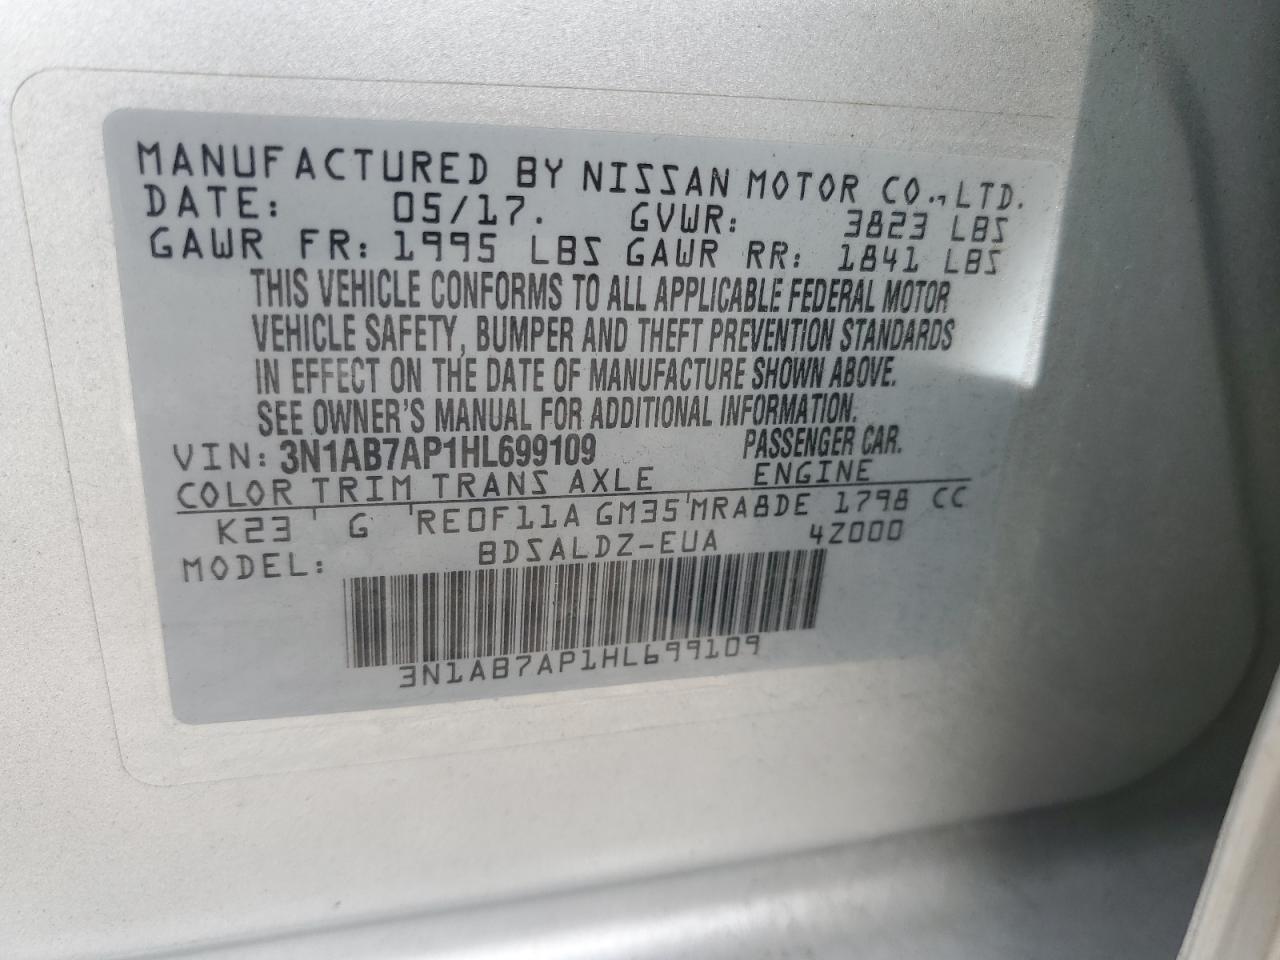 MANUFACTURED BY NISSAN MOTOR CO.,LTD.
DATE: 05/17. GVWR: 3823 LBS
GAWR FR: 1995 LBS GAWR RR: 1841 LBS
THIS VEHICLE CONFORMS TO ALL APPLICABLE FEDERAL MOTOR
VEHICLE SAFETY, BUMPER AND THEFT PREVENTION STANDARDS
IN EFFECT ON THE DATE OF MANUFACTURE SHOWN ABOVE.
SEE OWNER'S MANUAL FOR ADDITIONAL INFORMATION.
VIN: 3N1AB7AP1HL699109 PASSENGER CAR.
COLOR TRIM TRANS AXLE ENGINE
K23 ' G 'RE0F11A GM35'MRA8DE 1798 CC
MODEL: BDSALDZ-EUA 4Z000
3N1AB7AP1HL699109